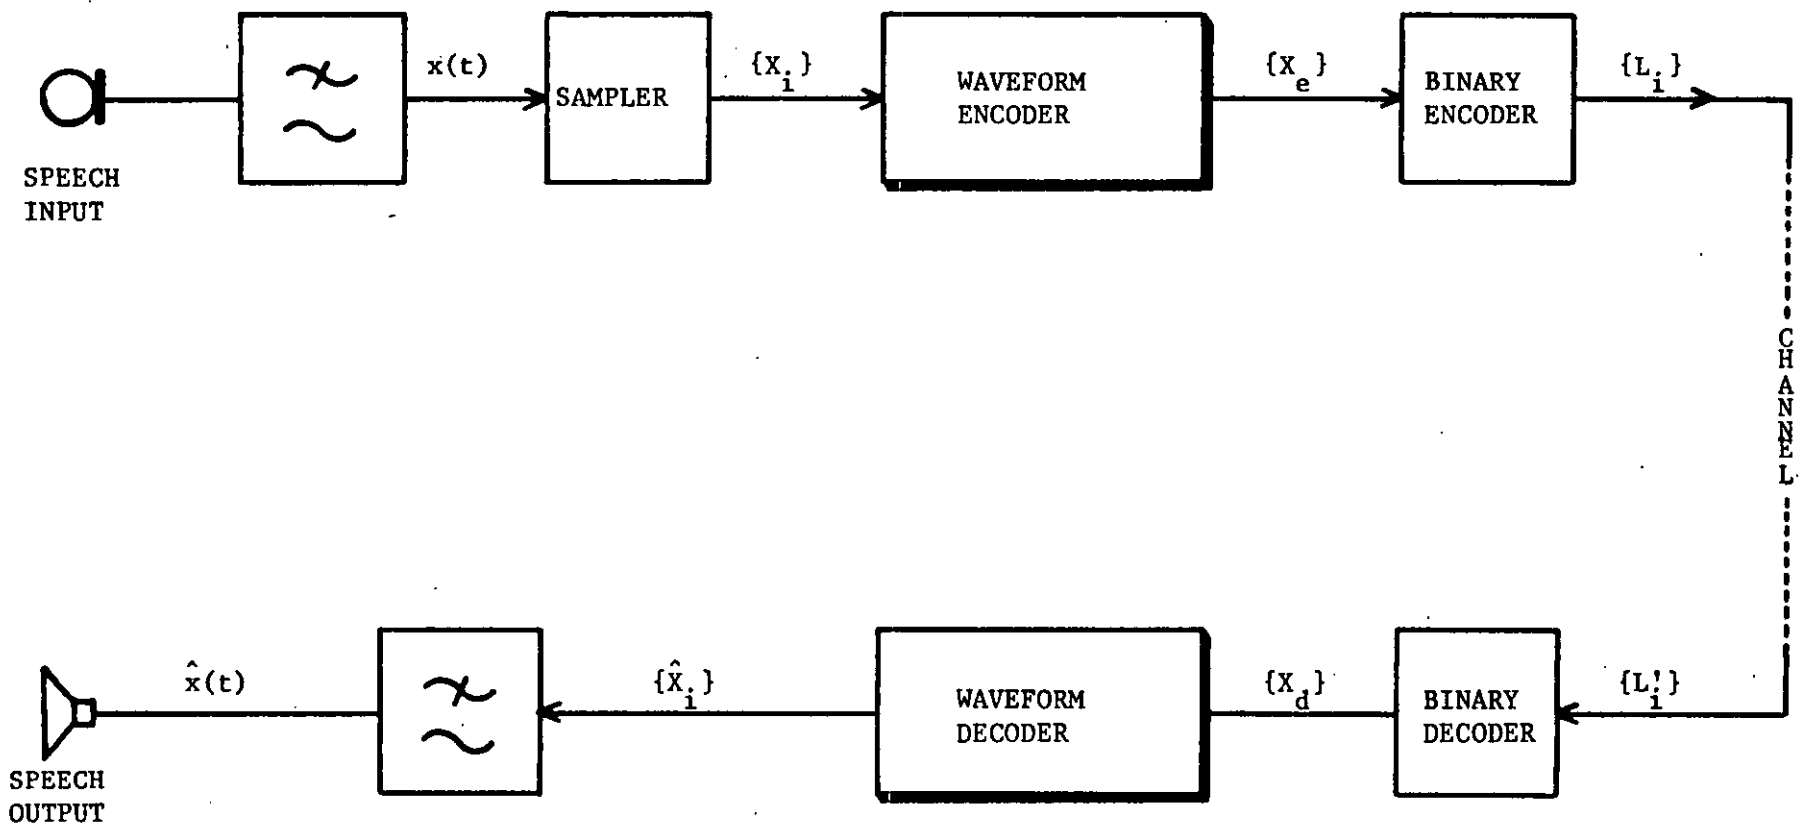 SPEECH
INPUT
x(t)
SAMPLER
{X_i}
WAVEFORM
ENCODER
{X_e}
BINARY
ENCODER
{L_i}
CHANNEL
{L'_i}
BINARY
DECODER
{X_d}
WAVEFORM
DECODER
{X̂_i}
x̂(t)
SPEECH
OUTPUT